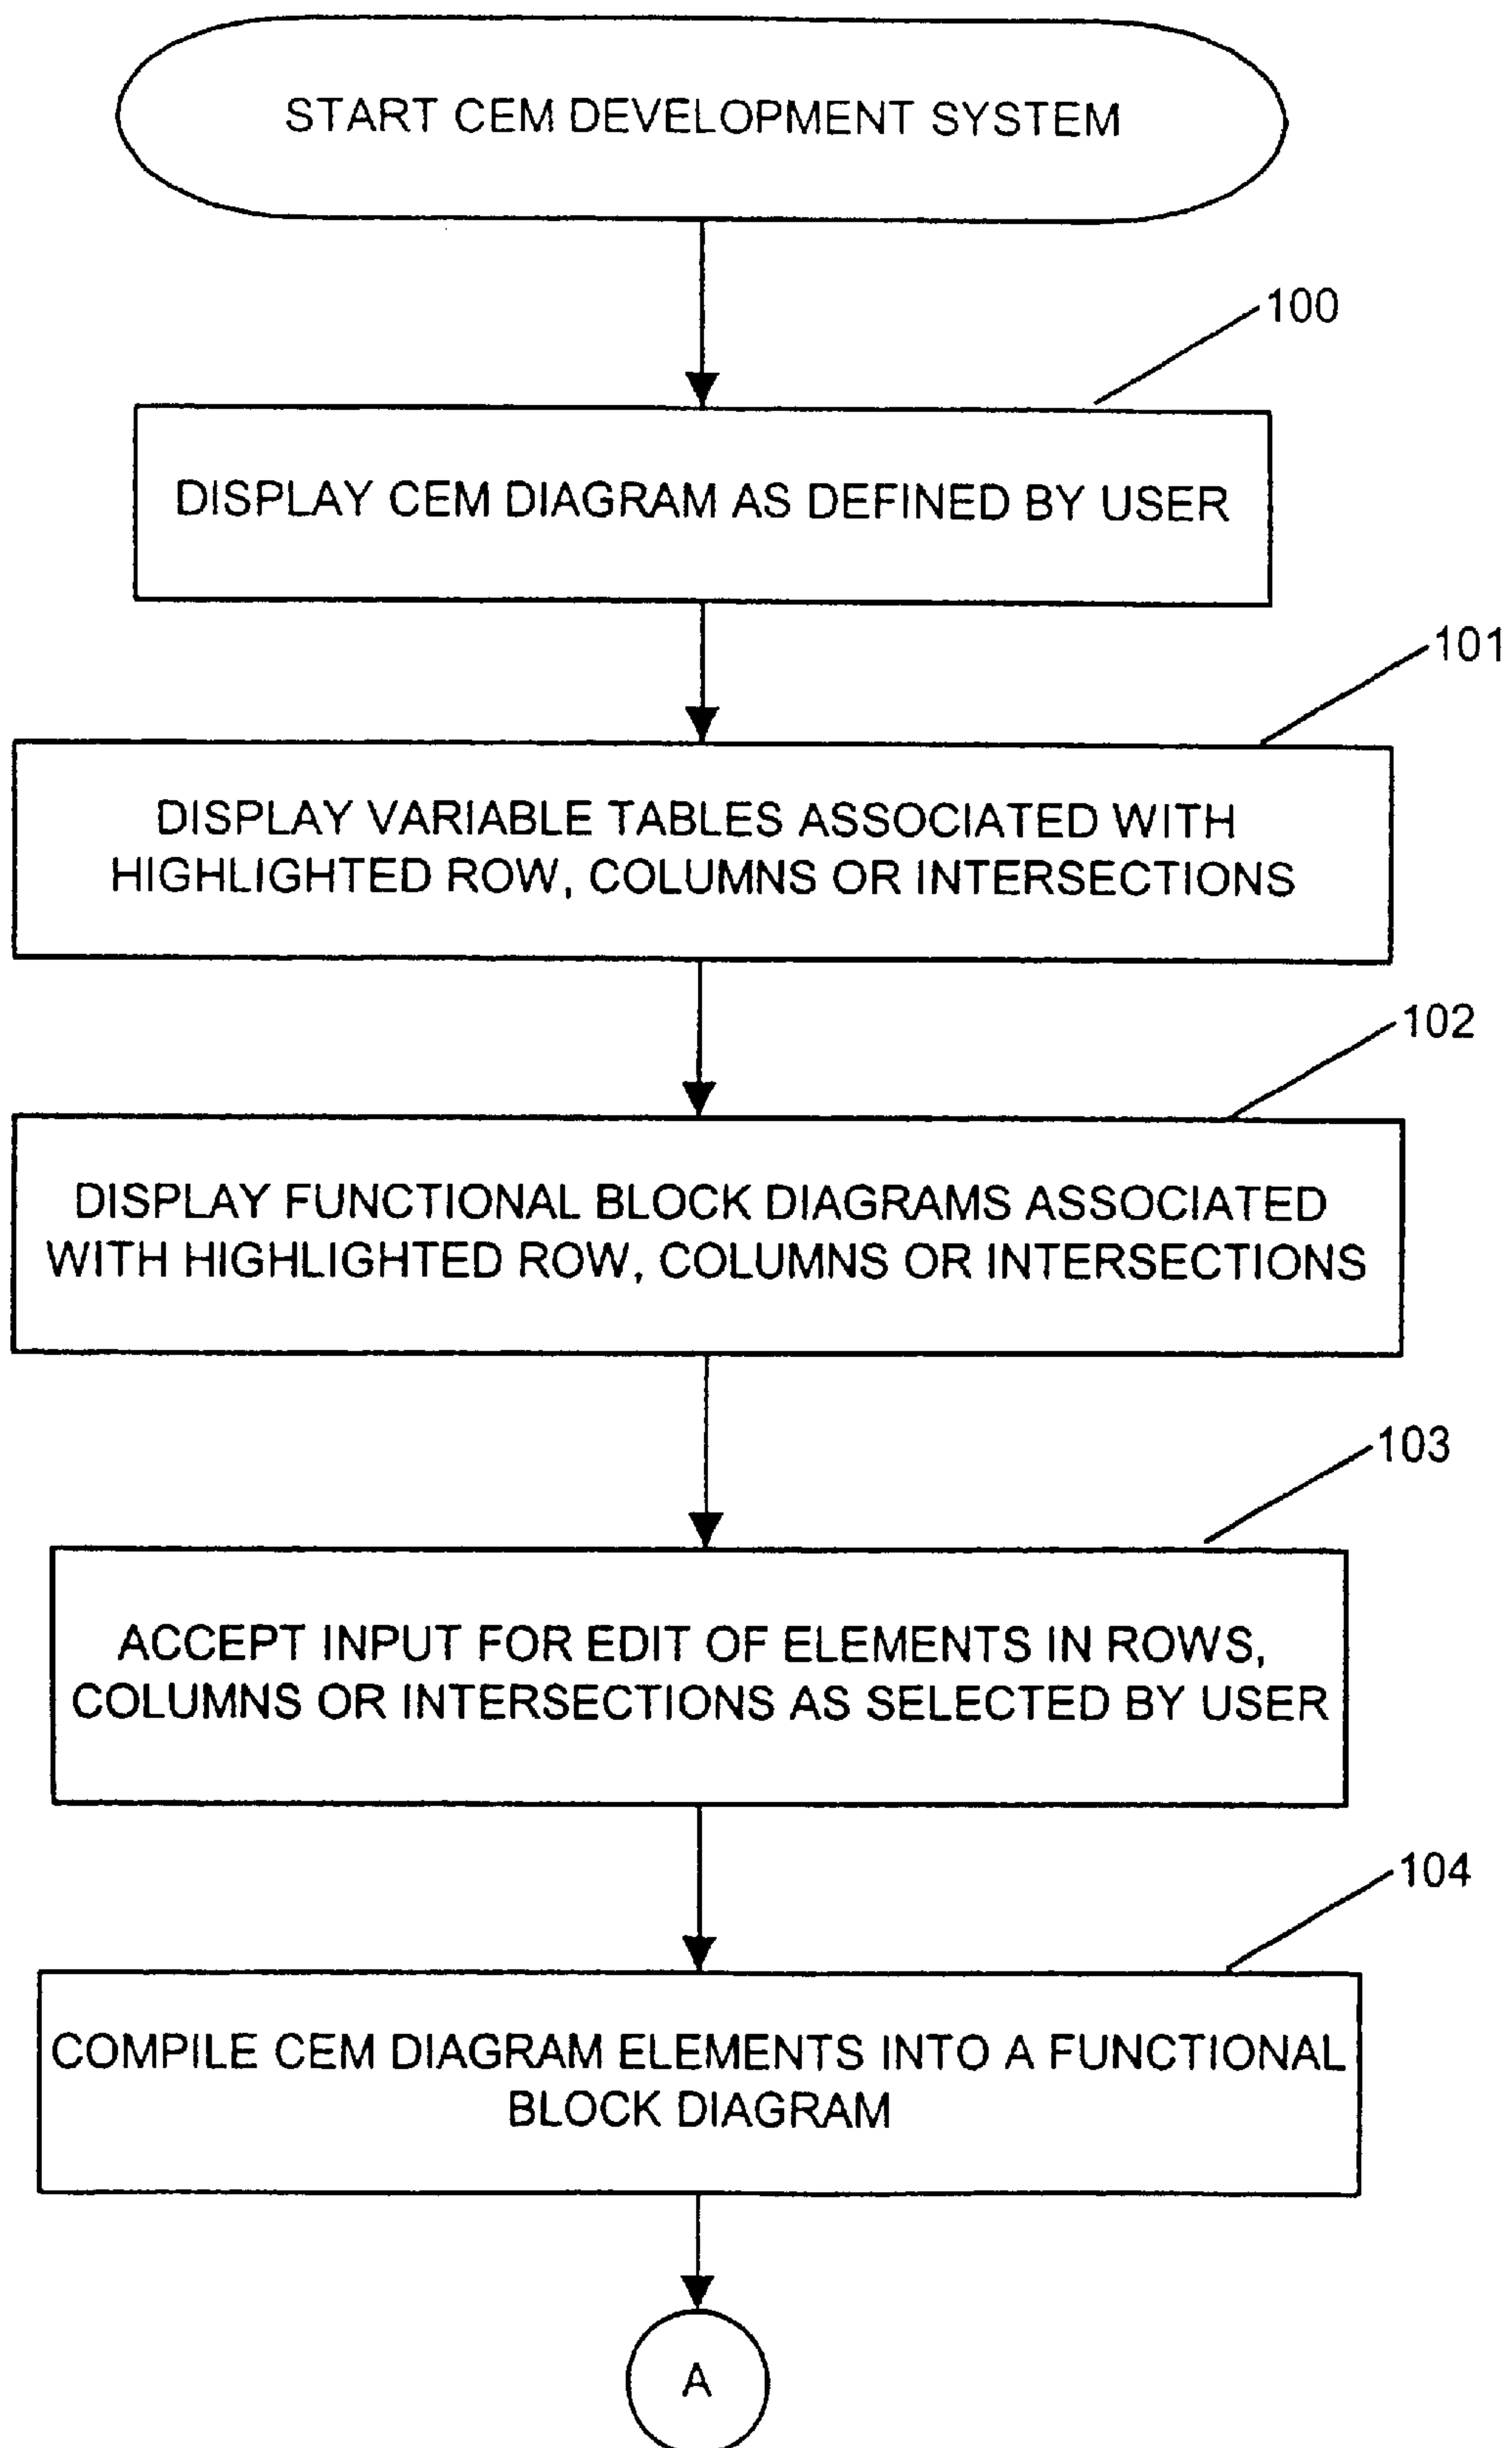 START CEM DEVELOPMENT SYSTEM
100
DISPLAY CEM DIAGRAM AS DEFINED BY USER
101
DISPLAY VARIABLE TABLES ASSOCIATED WITH
HIGHLIGHTED ROW, COLUMNS OR INTERSECTIONS
102
DISPLAY FUNCTIONAL BLOCK DIAGRAMS ASSOCIATED
WITH HIGHLIGHTED ROW, COLUMNS OR INTERSECTIONS
103
ACCEPT INPUT FOR EDIT OF ELEMENTS IN ROWS,
COLUMNS OR INTERSECTIONS AS SELECTED BY USER
104
COMPILE CEM DIAGRAM ELEMENTS INTO A FUNCTIONAL
BLOCK DIAGRAM
A